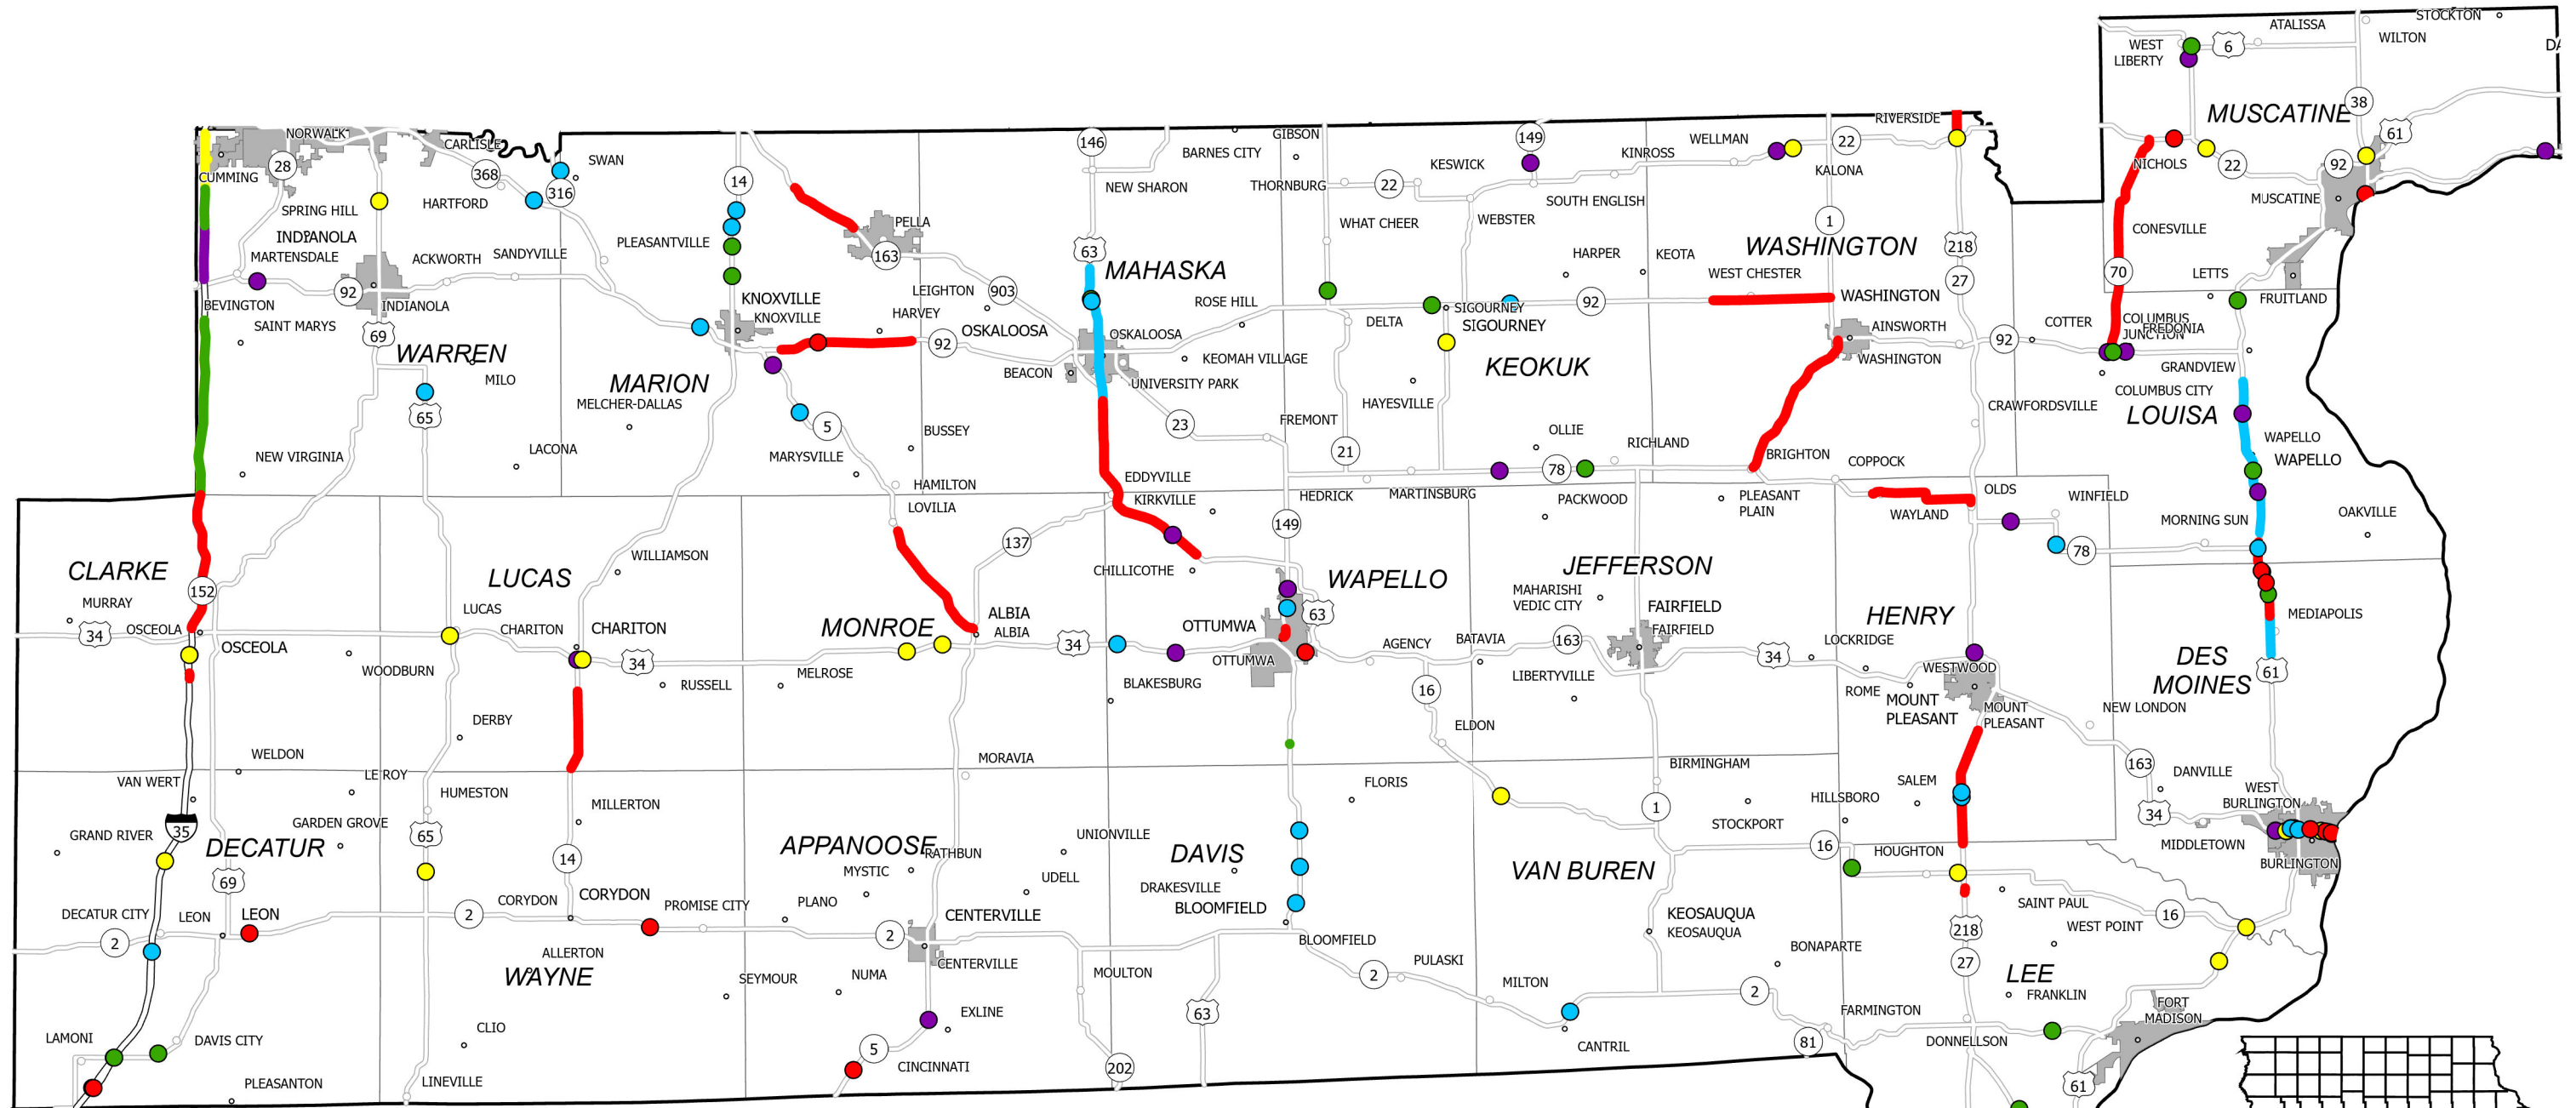 STOCKTON
ATALISSA
WEST
LIBERTY
6
WILTON
DA
MUSCATINE
38
61
NORWALK
CARLISLE
28
CUMMING
368
SWAN
316
14
146
BARNES CITY
GIBSON
149
KESWICK
KINROSS
WELLMAN
22
RIVERSIDE
KALONA
NICHOLS
22
92
MUSCATINE
SPRING HILL
HARTFORD
NEW SHARON
THORNBURG
22
SOUTH ENGLISH
WEBSTER
WHAT CHEER
1
CONESVILLE
INDIANOLA
MARTENSDALE
ACKWORTH
SANDYVILLE
PLEASANTVILLE
PELLA
163
63
MAHASKA
HARPER
KEOTA
WASHINGTON
WEST CHESTER
218
27
70
LETTS
FRUITLAND
BEVINGTON
92
INDIANOLA
SAINT MARYS
69
KNOXVILLE
KNOXVILLE
HARVEY
LEIGHTON
903
OSKALOOSA
OSKALOOSA
ROSE HILL
DELTA
SIGOURNEY
SIGOURNEY
92
WASHINGTON
AINSWORTH
WASHINGTON
92
COTTER
COLUMBUS
JUNCTION
FREDONIA
GRANDVIEW
COLUMBUS CITY
WARREN
MILO
65
MARION
MELCHER-DALLAS
92
BEACON
KEOMAH VILLAGE
UNIVERSITY PARK
KEOKUK
HAYESVILLE
CRAWFORDSVILLE
LOUISA
WAPELLO
WAPELLO
NEW VIRGINIA
LACONA
5
MARYSVILLE
BUSSEY
HAMILTON
23
FREMONT
21
OLLIE
RICHLAND
78
BRIGHTON
COPPOCK
EDDYVILLE
KIRKVILLE
HEDRICK
MARTINSBURG
PACKWOOD
PLEASANT
PLAIN
WAYLAND
OLDS
WINFIELD
MORNING SUN
OAKVILLE
LOVILIA
137
149
78
CLARKE
MURRAY
152
34
OSCEOLA
OSCEOLA
LUCAS
WILLIAMSON
LUCAS
CHARITON
CHARITON
34
WOODBURN
RUSSELL
MONROE
MELROSE
ALBIA
ALBIA
34
CHILLICOTHE
WAPELLO
63
OTTUMWA
OTTUMWA
BLAKESBURG
AGENCY
BATAVIA
JEFFERSON
MAHARISHI
VEDIC CITY
FAIRFIELD
FAIRFIELD
163
LIBERTYVILLE
34
HENRY
LOCKRIDGE
ROME
WESTWOOD
MOUNT
PLEASANT
MOUNT
PLEASANT
NEW LONDON
MEDIAPOLIS
DES
MOINES
61
16
ELDON
DERBY
WELDON
VAN WERT
LE ROY
HUMESTON
MILLERTON
MORAVIA
FLORIS
BIRMINGHAM
1
STOCKPORT
HILLSBORO
SALEM
163
DANVILLE
WEST
BURLINGTON
34
MIDDLETOWN
BURLINGTON
GRAND RIVER
35
DECATUR
GARDEN GROVE
65
69
14
APPANOOSE
MYSTIC
RATHBUN
UNIONVILLE
UDELL
DAVIS
DRAKESVILLE
BLOOMFIELD
BLOOMFIELD
VAN BUREN
16
HOUGHTON
SAINT PAUL
16
WEST POINT
DECATUR CITY
LEON
LEON
2
2
CORYDON
CORYDON
PROMISE CITY
PLANO
2
CENTERVILLE
CENTERVILLE
ALLERTON
WAYNE
SEYMOUR
NUMA
MOULTON
2
PULASKI
MILTON
KEOSAUQUA
KEOSAUQUA
2
BONAPARTE
218
27
LEE
FRANKLIN
FORT
MADISON
FARMINGTON
81
DONNELLSON
61
LAMONI
DAVIS CITY
PLEASANTON
CLIO
LINEVILLE
EXLINE
5
CINCINNATI
63
202
CANTRIL